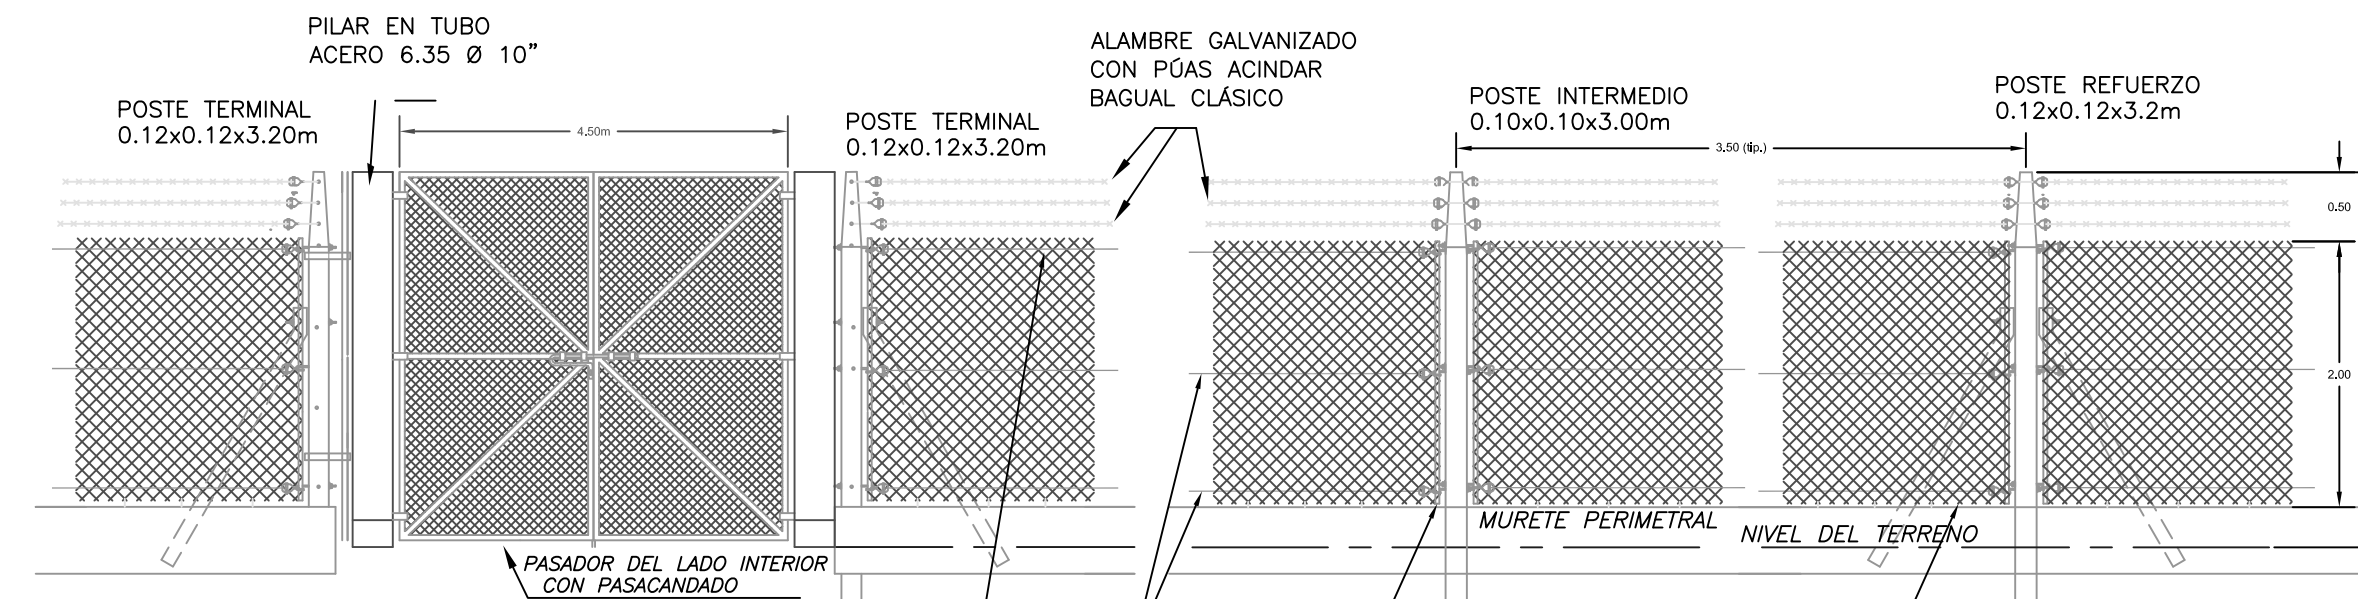 PILAR EN TUBO
ACERO 6.35 Ø 10”
POSTE TERMINAL
0.12x0.12x3.20m
4.50m
POSTE TERMINAL
0.12x0.12x3.20m
ALAMBRE GALVANIZADO
CON PÚAS ACINDAR
BAGUAL CLÁSICO
POSTE INTERMEDIO
0.10x0.10x3.00m
3.50 (tip.)
POSTE REFUERZO
0.12x0.12x3.2m
0.50
2.00
MURETE PERIMETRAL
NIVEL DEL TERRENO
PASADOR DEL LADO INTERIOR
CON PASACANDADO